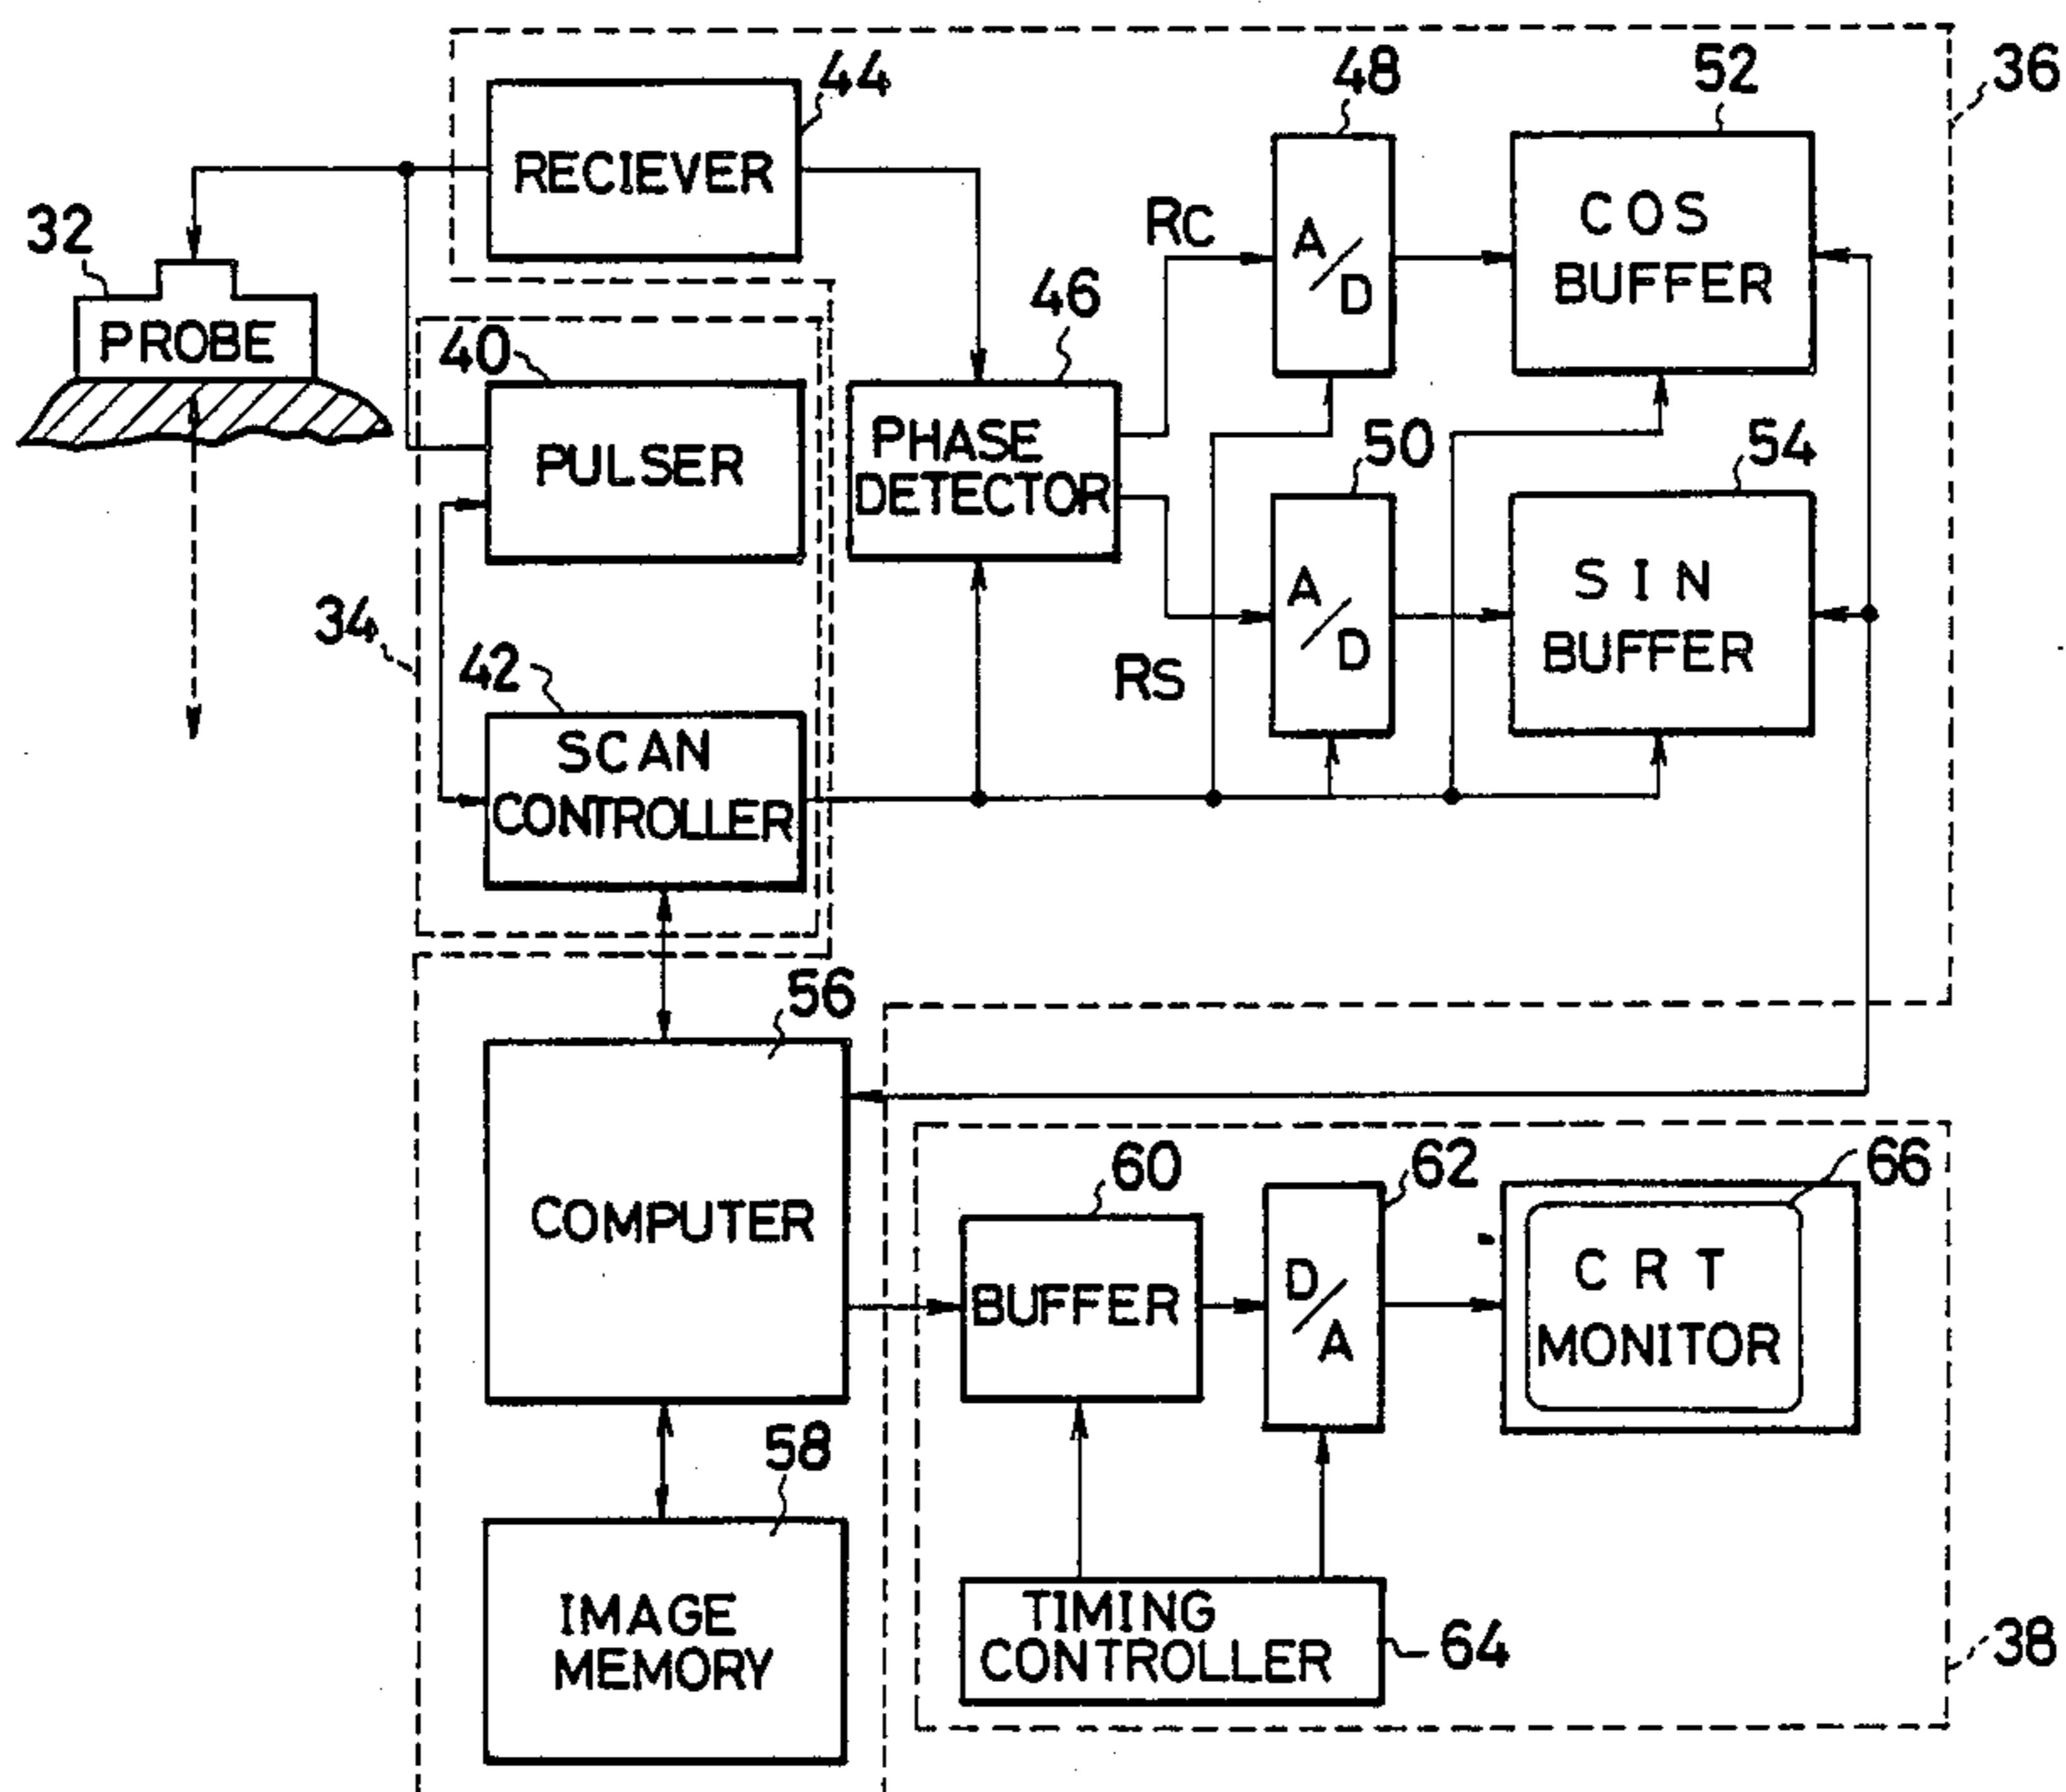 36
44
RECIEVER
48
A/D
52
COS
BUFFER
32
PROBE
RC
46
PHASE
DETECTOR
40
PULSER
50
A/D
54
SIN
BUFFER
34
RS
42
SCAN
CONTROLLER
56
COMPUTER
60
BUFFER
62
D/A
66
CRT
MONITOR
58
IMAGE
MEMORY
TIMING
CONTROLLER
64
38